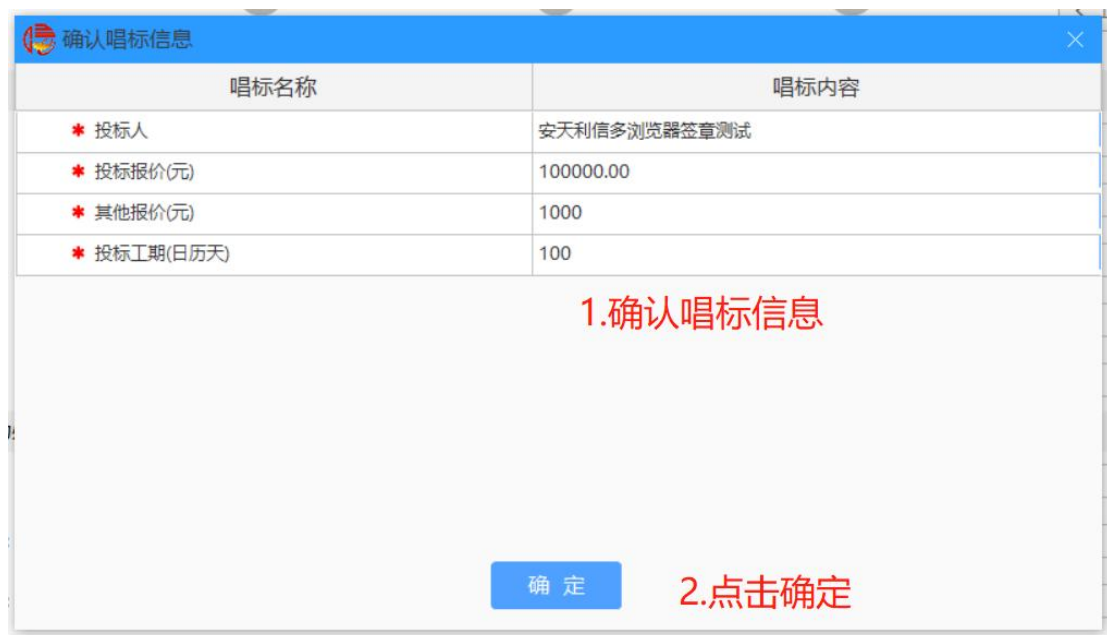 确认唱标信息
唱标名称 唱标内容
* 投标人 安天利信多浏览器签章测试
* 投标报价(元) 100000.00
* 其他报价(元) 1000
* 投标工期(日历天) 100
1.确认唱标信息
确 定
2.点击确定